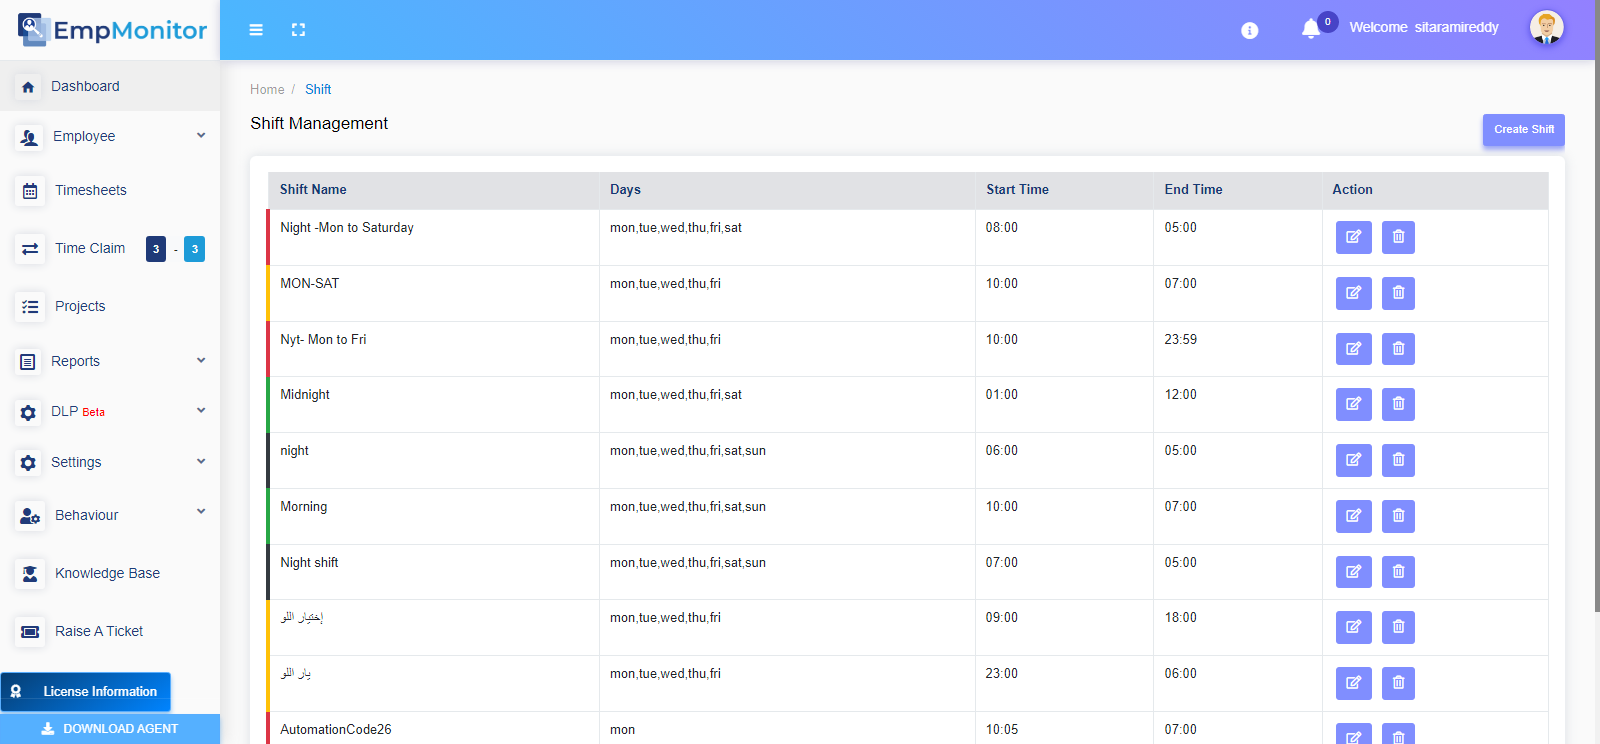 EmpMonitor
0
Welcome sitaramireddy
Dashboard
Employee
Timesheets
Time Claim 3 - 3
Projects
Reports
DLP Beta
Settings
Behaviour
Knowledge Base
Raise A Ticket
License Information
DOWNLOAD AGENT
Home / Shift
Shift Management
Create Shift
Shift Name Days Start Time End Time Action
Night -Mon to Saturday mon,tue,wed,thu,fri,sat 08:00 05:00
MON-SAT mon,tue,wed,thu,fri 10:00 07:00
Nyt- Mon to Fri mon,tue,wed,thu,fri 10:00 23:59
Midnight mon,tue,wed,thu,fri,sat 01:00 12:00
night mon,tue,wed,thu,fri,sat,sun 06:00 05:00
Morning mon,tue,wed,thu,fri,sat,sun 10:00 07:00
Night shift mon,tue,wed,thu,fri,sat,sun 07:00 05:00
إختيار اللو mon,tue,wed,thu,fri 09:00 18:00
يار اللو mon,tue,wed,thu,fri 23:00 06:00
AutomationCode26 mon 10:05 07:00